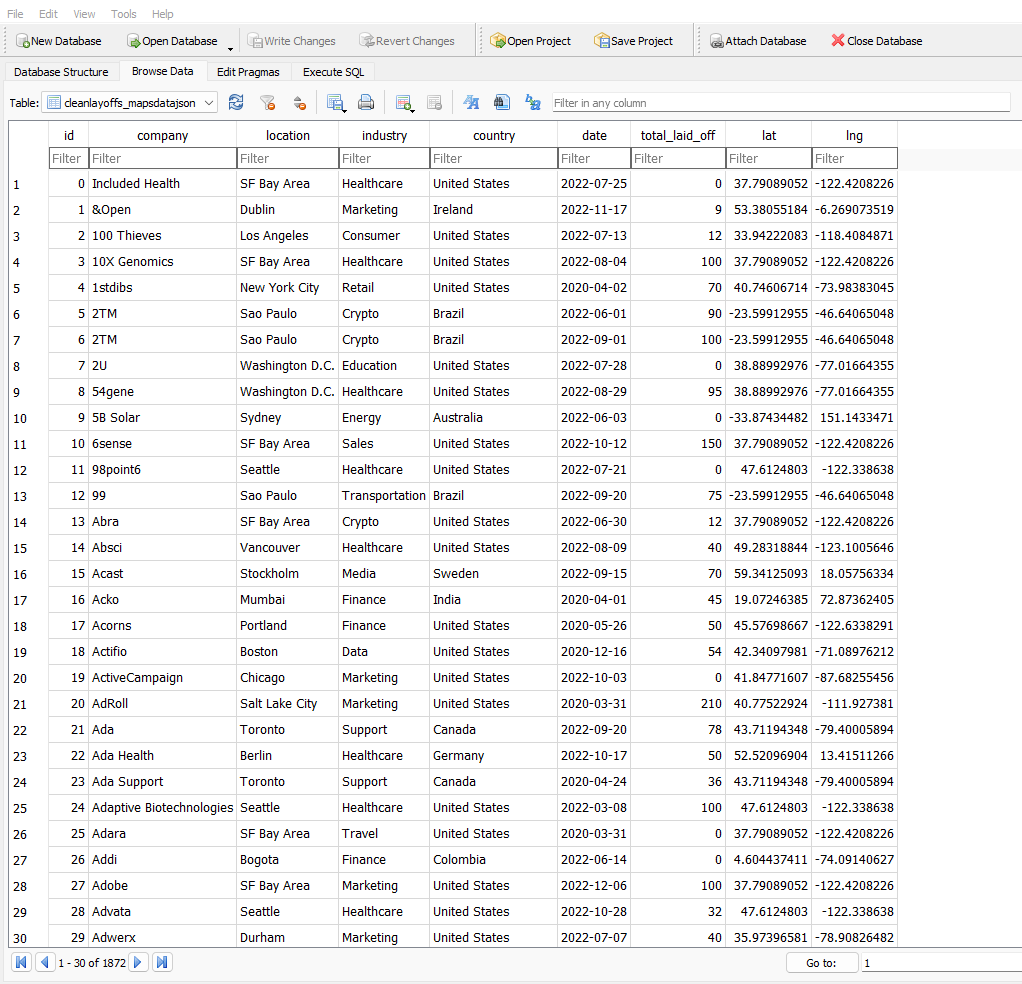 File Edit View Tools Help
New Database Open Database Write Changes Revert Changes Open Project Save Project Attach Database Close Database
Database Structure Browse Data Edit Pragmas Execute SQL
Table: cleanlayoffs_mapsdatajson Filter in any column
id company location industry country date total_laid_off lat lng
Filter Filter Filter Filter Filter Filter Filter Filter Filter
1 0 Included Health SF Bay Area Healthcare United States 2022-07-25 0 37.79089052 -122.4208226
2 1 &Open Dublin Marketing Ireland 2022-11-17 9 53.38055184 -6.269073519
3 2 100 Thieves Los Angeles Consumer United States 2022-07-13 12 33.94222083 -118.4084871
4 3 10X Genomics SF Bay Area Healthcare United States 2022-08-04 100 37.79089052 -122.4208226
5 4 1stdibs New York City Retail United States 2020-04-02 70 40.74606714 -73.98383045
6 5 2TM Sao Paulo Crypto Brazil 2022-06-01 90 -23.59912955 -46.64065048
7 6 2TM Sao Paulo Crypto Brazil 2022-09-01 100 -23.59912955 -46.64065048
8 7 2U Washington D.C. Education United States 2022-07-28 0 38.88992976 -77.01664355
9 8 54gene Washington D.C. Healthcare United States 2022-08-29 95 38.88992976 -77.01664355
10 9 5B Solar Sydney Energy Australia 2022-06-03 0 -33.87434482 151.1433471
11 10 6sense SF Bay Area Sales United States 2022-10-12 150 37.79089052 -122.4208226
12 11 98point6 Seattle Healthcare United States 2022-07-21 0 47.6124803 -122.338638
13 12 99 Sao Paulo Transportation Brazil 2022-09-20 75 -23.59912955 -46.64065048
14 13 Abra SF Bay Area Crypto United States 2022-06-30 12 37.79089052 -122.4208226
15 14 Absci Vancouver Healthcare United States 2022-08-09 40 49.28318844 -123.1005646
16 15 Acast Stockholm Media Sweden 2022-09-15 70 59.34125093 18.05756334
17 16 Acko Mumbai Finance India 2020-04-01 45 19.07246385 72.87362405
18 17 Acorns Portland Finance United States 2020-05-26 50 45.57698667 -122.6338291
19 18 Actifio Boston Data United States 2020-12-16 54 42.34097981 -71.08976212
20 19 ActiveCampaign Chicago Marketing United States 2022-10-03 0 41.84771607 -87.68255456
21 20 AdRoll Salt Lake City Marketing United States 2020-03-31 210 40.77522924 -111.927381
22 21 Ada Toronto Support Canada 2022-09-20 78 43.71194348 -79.40005894
23 22 Ada Health Berlin Healthcare Germany 2022-10-17 50 52.52096904 13.41511266
24 23 Ada Support Toronto Support Canada 2020-04-24 36 43.71194348 -79.40005894
25 24 Adaptive Biotechnologies Seattle Healthcare United States 2022-03-08 100 47.6124803 -122.338638
26 25 Adara SF Bay Area Travel United States 2020-03-31 0 37.79089052 -122.4208226
27 26 Addi Bogota Finance Colombia 2022-06-14 0 4.604437411 -74.09140627
28 27 Adobe SF Bay Area Marketing United States 2022-12-06 100 37.79089052 -122.4208226
29 28 Advata Seattle Healthcare United States 2022-10-28 32 47.6124803 -122.338638
30 29 Adwerx Durham Marketing United States 2022-07-07 40 35.97396581 -78.90826482
1 - 30 of 1872 Go to: 1